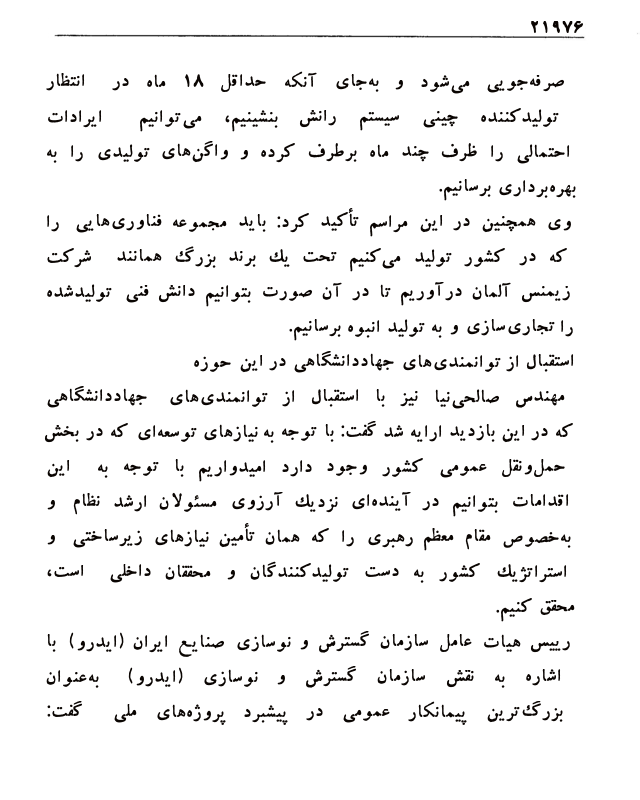 ۲۱۹۷۶
صرفه‌جویی می‌شود و به‌جای آنکه حداقل ۱۸ ماه در انتظار
تولیدکننده چینی سیستم رانش بنشینیم، می‌توانیم ایرادات
احتمالی را ظرف چند ماه برطرف کرده و واگن‌های تولیدی را به
بهره‌برداری برسانیم.
وی همچنین در این مراسم تأکید کرد: باید مجموعه فناوری‌هایی را
که در کشور تولید می‌کنیم تحت یك برند بزرگ همانند شرکت
زیمنس آلمان درآوریم تا در آن صورت بتوانیم دانش فنی تولیدشده
را تجاری‌سازی و به تولید انبوه برسانیم.
استقبال از توانمندی‌های جهاددانشگاهی در این حوزه
مهندس صالحی‌نیا نیز با استقبال از توانمندی‌های جهاددانشگاهی
که در این بازدید ارایه شد گفت: با توجه به‌نیازهای توسعه‌ای که در بخش
حمل‌ونقل عمومی کشور وجود دارد امیدواریم با توجه به این
اقدامات بتوانیم در آینده‌ای نزدیك آرزوی مسئولان ارشد نظام و
به‌خصوص مقام معظم رهبری را که همان تأمین نیازهای زیرساختی و
استراتژیك کشور به دست تولیدکنندگان و محققان داخلی است،
محقق کنیم.
رییس هیات عامل سازمان گسترش و نوسازی صنایع ایران (ایدرو) با
اشاره به نقش سازمان گسترش و نوسازی (ایدرو) به‌عنوان
بزرگ‌ترین پیمانکار عمومی در پیشبرد پروژه‌های ملی گفت: